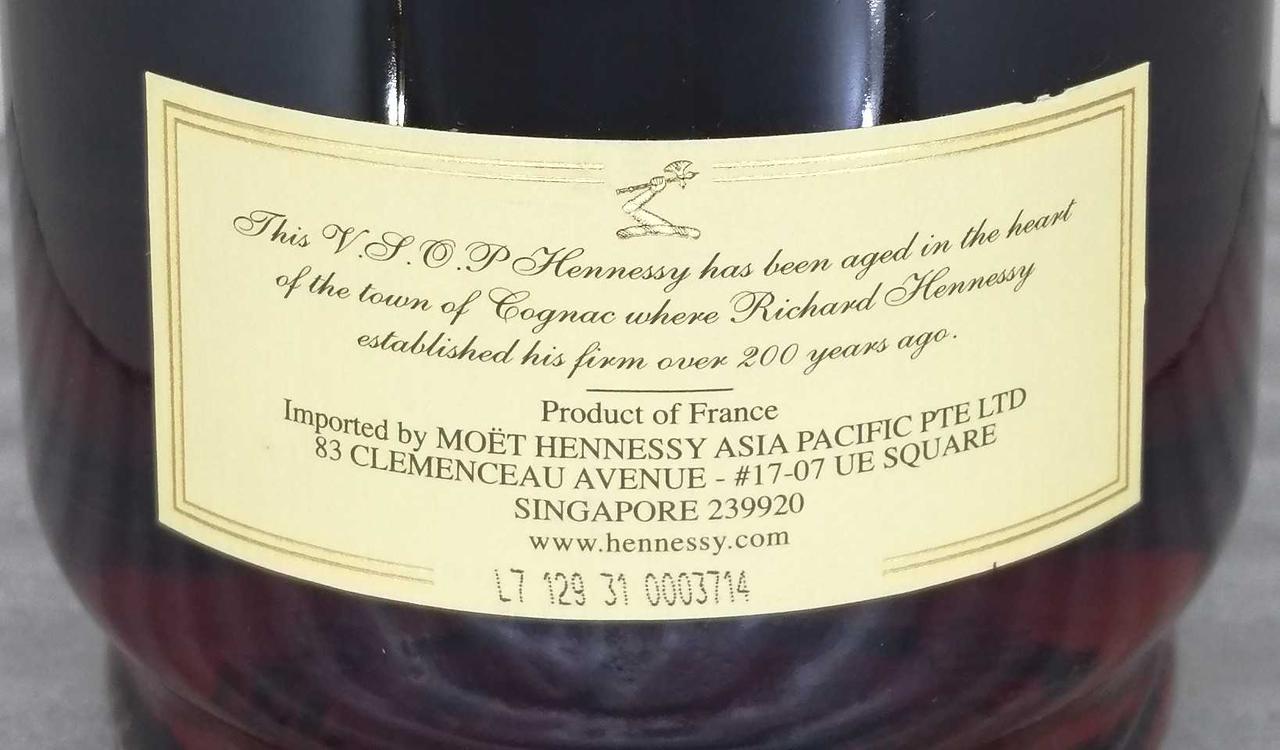 This V.S.O.P Hennessy has been aged in the heart
of the town of Cognac where Richard Hennessy
established his firm over 200 years ago.
Product of France
Imported by MOËT HENNESSY ASIA PACIFIC PTE LTD
83 CLEMENCEAU AVENUE - #17-07 UE SQUARE
SINGAPORE 239920
www.hennessy.com
L7 129 31 0003714